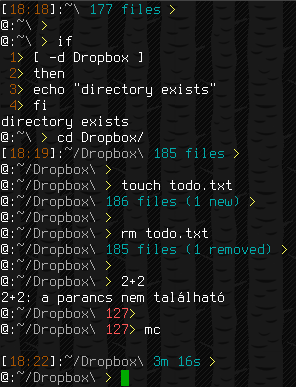 [18:18]:~\ 177 files >
@:~\ >
@:~\ > if
1> [ -d Dropbox ]
2> then
3> echo "directory exists"
4> fi
directory exists
@:~\ > cd Dropbox/
[18:19]:~/Dropbox\ 185 files >
@:~/Dropbox\ >
@:~/Dropbox\ > touch todo.txt
@:~/Dropbox\ 186 files (1 new) >
@:~/Dropbox\ >
@:~/Dropbox\ > rm todo.txt
@:~/Dropbox\ 185 files (1 removed) >
@:~/Dropbox\ >
@:~/Dropbox\ > 2+2
2+2: a parancs nem található
@:~/Dropbox\ 127>
@:~/Dropbox\ 127> mc
[18:22]:~/Dropbox\ 3m 16s >
@:~/Dropbox\ >